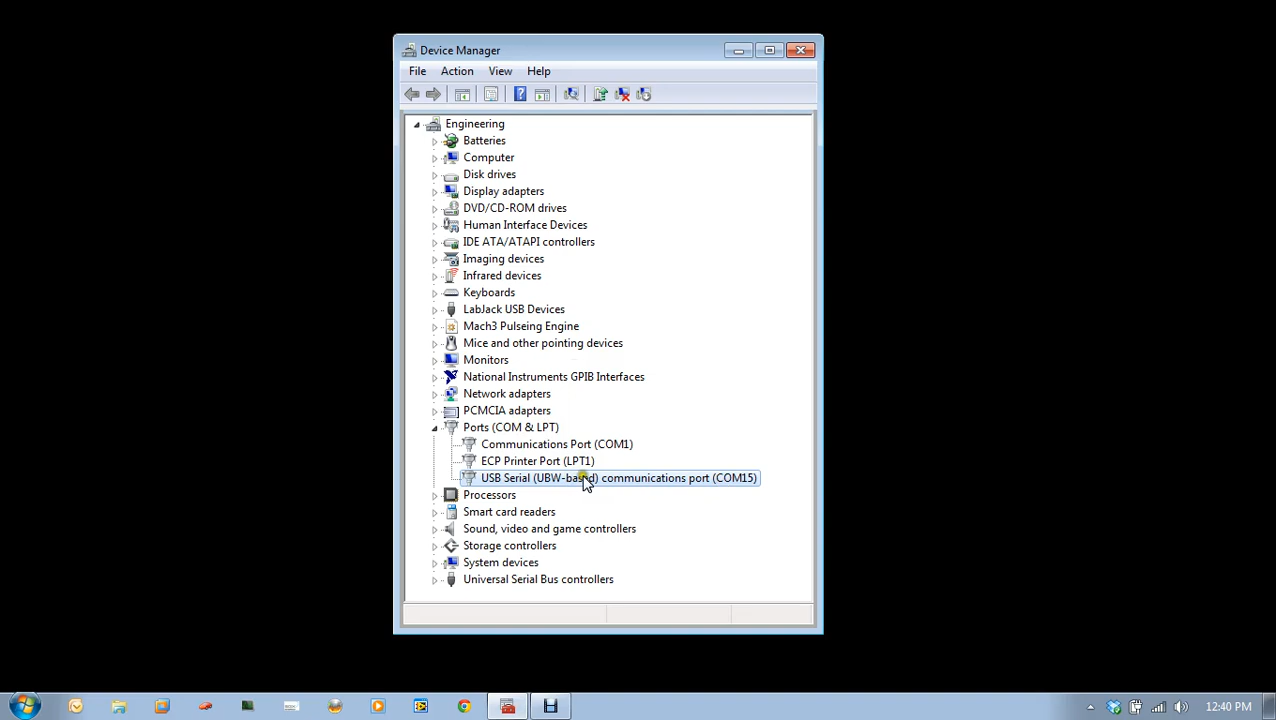 Device Manager
File Action View Help
Engineering
Batteries
Computer
Disk drives
Display adapters
DVD/CD-ROM drives
Human Interface Devices
IDE ATA/ATAPI controllers
Imaging devices
Infrared devices
Keyboards
LabJack USB Devices
Mach3 Pulseing Engine
Mice and other pointing devices
Monitors
National Instruments GPIB Interfaces
Network adapters
PCMCIA adapters
Ports (COM & LPT)
Communications Port (COM1)
ECP Printer Port (LPT1)
USB Serial (UBW-based) communications port (COM15)
Processors
Smart card readers
Sound, video and game controllers
Storage controllers
System devices
Universal Serial Bus controllers
12:40 PM